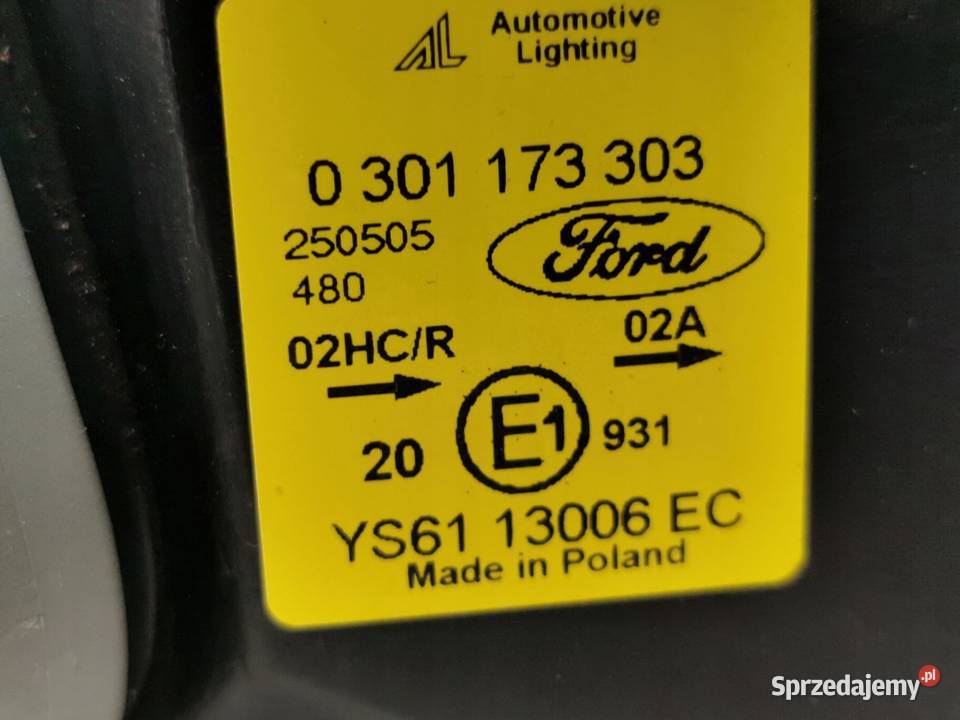 AL Automotive
Lighting
0 301 173 303
250505
Ford
480
02HC/R
02A
20
E1
931
YS61 13006 EC
Made in Poland
Sprzedajemy.pl